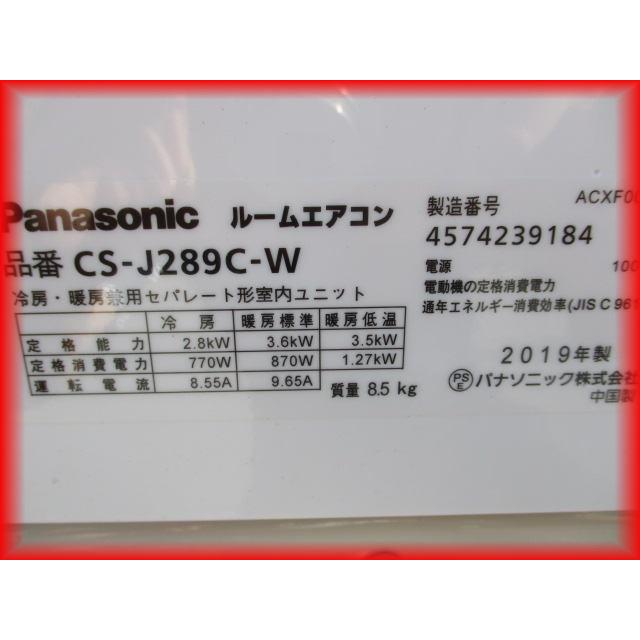 Panasonic ルームエアコン
品番 CS-J289C-W
冷房・暖房兼用セパレート形室内ユニット
冷房 暖房標準 暖房低温
定格能力 2.8kW 3.6kW 3.5kW
定格消費電力 770W 870W 1.27kW
運転電流 8.55A 9.65A
質量 8.5 kg
製造番号 ACXF00
4574239184
電源 100
電動機の定格消費電力
通年エネルギー消費効率(JIS C 961
2019年製
PS E パナソニック株式会社
中国製